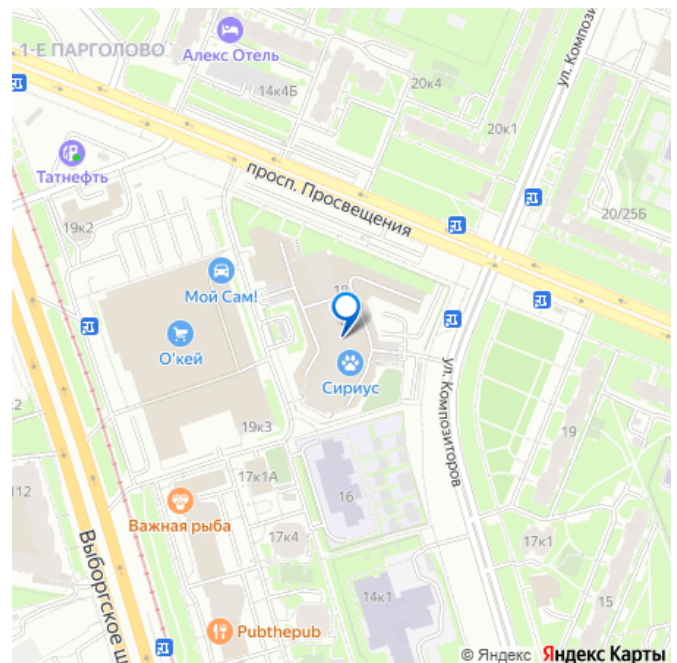 1-Е ПАРГОЛОВО
Алекс Отель
14к4Б
20к4
ул. Композ
20к1
Татнефть
просп. Просвещения
19к2
20/25Б
Мой Сам!
18
О'кей
Сириус
ул. Композиторов
19к3
19
17к1А
16
112
Важная рыба
17к4
17к1
Выборгское ш
14к1
15
Pubthepub
© Яндекс Яндекс Карты